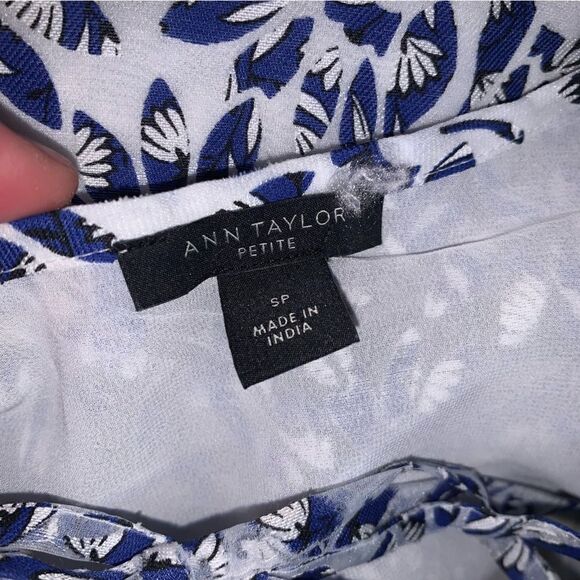 ANN TAYLOR
PETITE
SP
MADE IN
INDIA